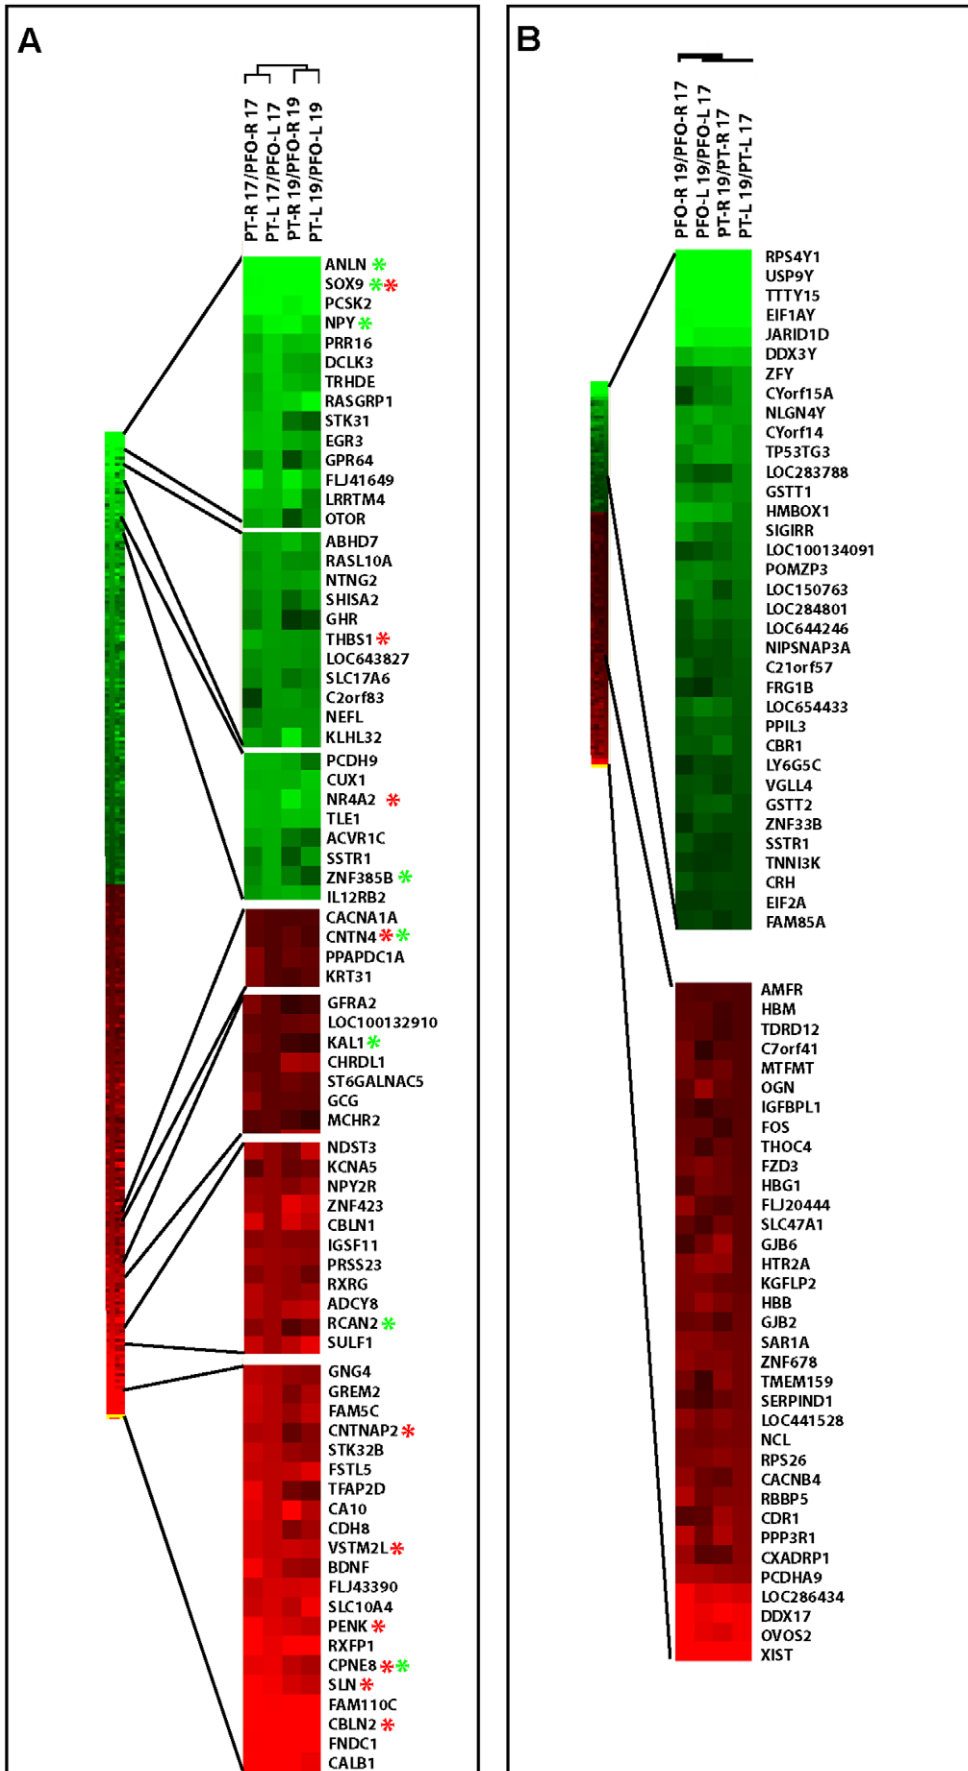 A
PT-R 17/PFO-R 17
PT-L 17/PFO-L 17
PT-R 19/PFO-R 19
PT-L 19/PFO-L 19
ANLN *
SOX9 **
PCSK2
NPY *
PRR16
DCLK3
TRHDE
RASGRP1
STK31
EGR3
GPR64
FLJ41649
LRRTM4
OTOR
ABHD7
RASL10A
NTNG2
SHISA2
GHR
THBS1 *
LOC643827
SLC17A6
C2orf83
NEFL
KLHL32
PCDH9
CUX1
NR4A2 *
TLE1
ACVR1C
SSTR1
ZNF385B *
IL12RB2
CACNA1A
CNTN4 **
PPAPDC1A
KRT31
GFRA2
LOC100132910
KAL1 *
CHRDL1
ST6GALNAC5
GCG
MCHR2
NDST3
KCNA5
NPY2R
ZNF423
CBLN1
IGSF11
PRSS23
RXRG
ADCY8
RCAN2 *
SULF1
GNG4
GREM2
FAM5C
CNTNAP2 *
STK32B
FSTL5
TFAP2D
CA10
CDH8
VSTM2L *
BDNF
FLJ43390
SLC10A4
PENK *
RXFP1
CPNE8 **
SLN *
FAM110C
CBLN2 *
FNDC1
CALB1
B
PFO-R 19/PFO-R 17
PFO-L 19/PFO-L 17
PT-R 19/PT-R 17
PT-L 19/PT-L 17
RPS4Y1
USP9Y
TTTY15
EIF1AY
JARID1D
DDX3Y
ZFY
CYorf15A
NLGN4Y
CYorf14
TP53TG3
LOC283788
GSTT1
HMBOX1
SIGIRR
LOC100134091
POMZP3
LOC150763
LOC284801
LOC644246
NIPSNAP3A
C21orf57
FRG1B
LOC654433
PPIL3
CBR1
LY6G5C
VGLL4
GSTT2
ZNF33B
SSTR1
TNNI3K
CRH
EIF2A
FAM85A
AMFR
HBM
TDRD12
C7orf41
MTFMT
OGN
IGFBPL1
FOS
THOC4
FZD3
HBG1
FLJ20444
SLC47A1
GJB6
HTR2A
KGFLP2
HBB
GJB2
SAR1A
ZNF678
TMEM159
SERPIND1
LOC441528
NCL
RPS26
CACNB4
RBBP5
CDR1
PPP3R1
CXADRP1
PCDHA9
LOC286434
DDX17
OVOS2
XIST